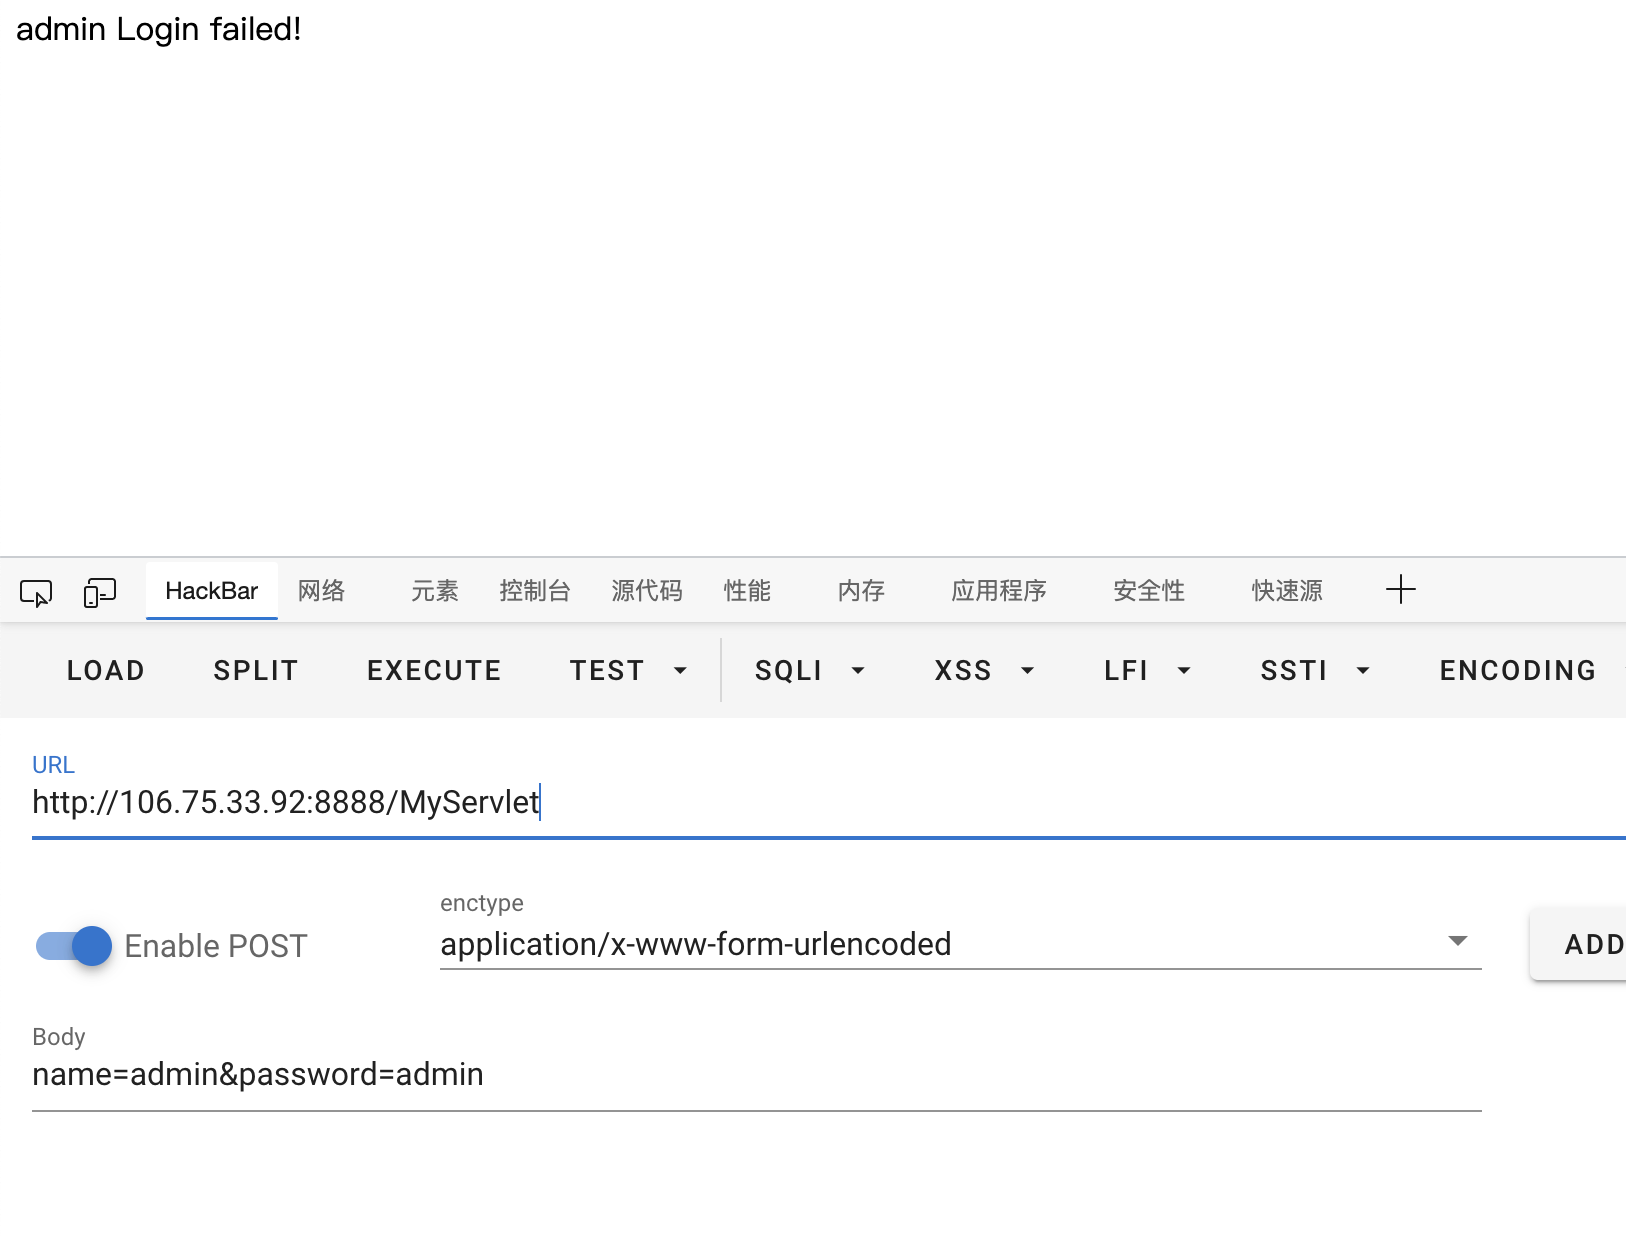 admin Login failed!
HackBar 网络 元素 控制台 源代码 性能 内存 应用程序 安全性 快速源
LOAD SPLIT EXECUTE TEST SQLI XSS LFI SSTI ENCODING
URL
http://106.75.33.92:8888/MyServlet
enctype
Enable POST application/x-www-form-urlencoded ADD
Body
name=admin&password=admin